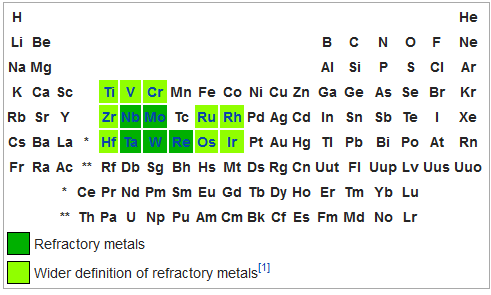 H He
Li Be B C N O F Ne
Na Mg Al Si P S Cl Ar
K Ca Sc Ti V Cr Mn Fe Co Ni Cu Zn Ga Ge As Se Br Kr
Rb Sr Y Zr Nb Mo Tc Ru Rh Pd Ag Cd In Sn Sb Te I Xe
Cs Ba La * Hf Ta W Re Os Ir Pt Au Hg Tl Pb Bi Po At Rn
Fr Ra Ac ** Rf Db Sg Bh Hs Mt Ds Rg Cn Uut Fl Uup Lv Uus Uuo
* Ce Pr Nd Pm Sm Eu Gd Tb Dy Ho Er Tm Yb Lu
** Th Pa U Np Pu Am Cm Bk Cf Es Fm Md No Lr
Refractory metals
Wider definition of refractory metals[1]